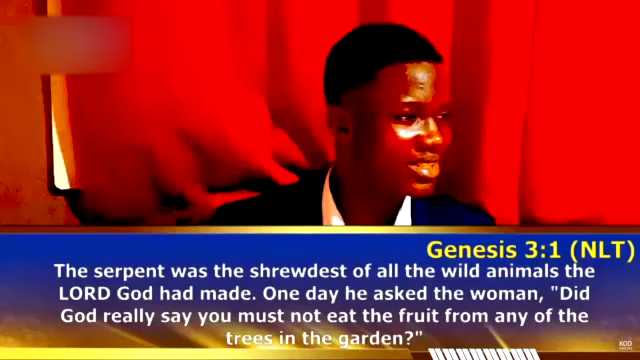 Genesis 3:1 (NLT)
The serpent was the shrewdest of all the wild animals the
LORD God had made. One day he asked the woman, "Did
God really say you must not eat the fruit from any of the
trees in the garden?"
KOD